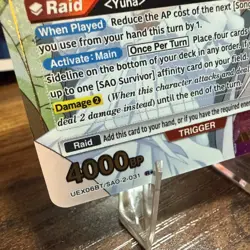 Raid <Yuna>
When Played Reduce the AP cost of the next [Song
you use from your hand this turn by 1.
Activate: Main Once Per Turn Place four cards
sideline on the bottom of your deck in any order:
up to one [SAO Survivor] affinity card on your field,
Damage 2 (When this character attacks and
deal 2 damage instead) until the end of turn.
Raid Add this card to your hand, or if you have the required
TRIGGER
4000BP
UEX06BT/SAO-2-031